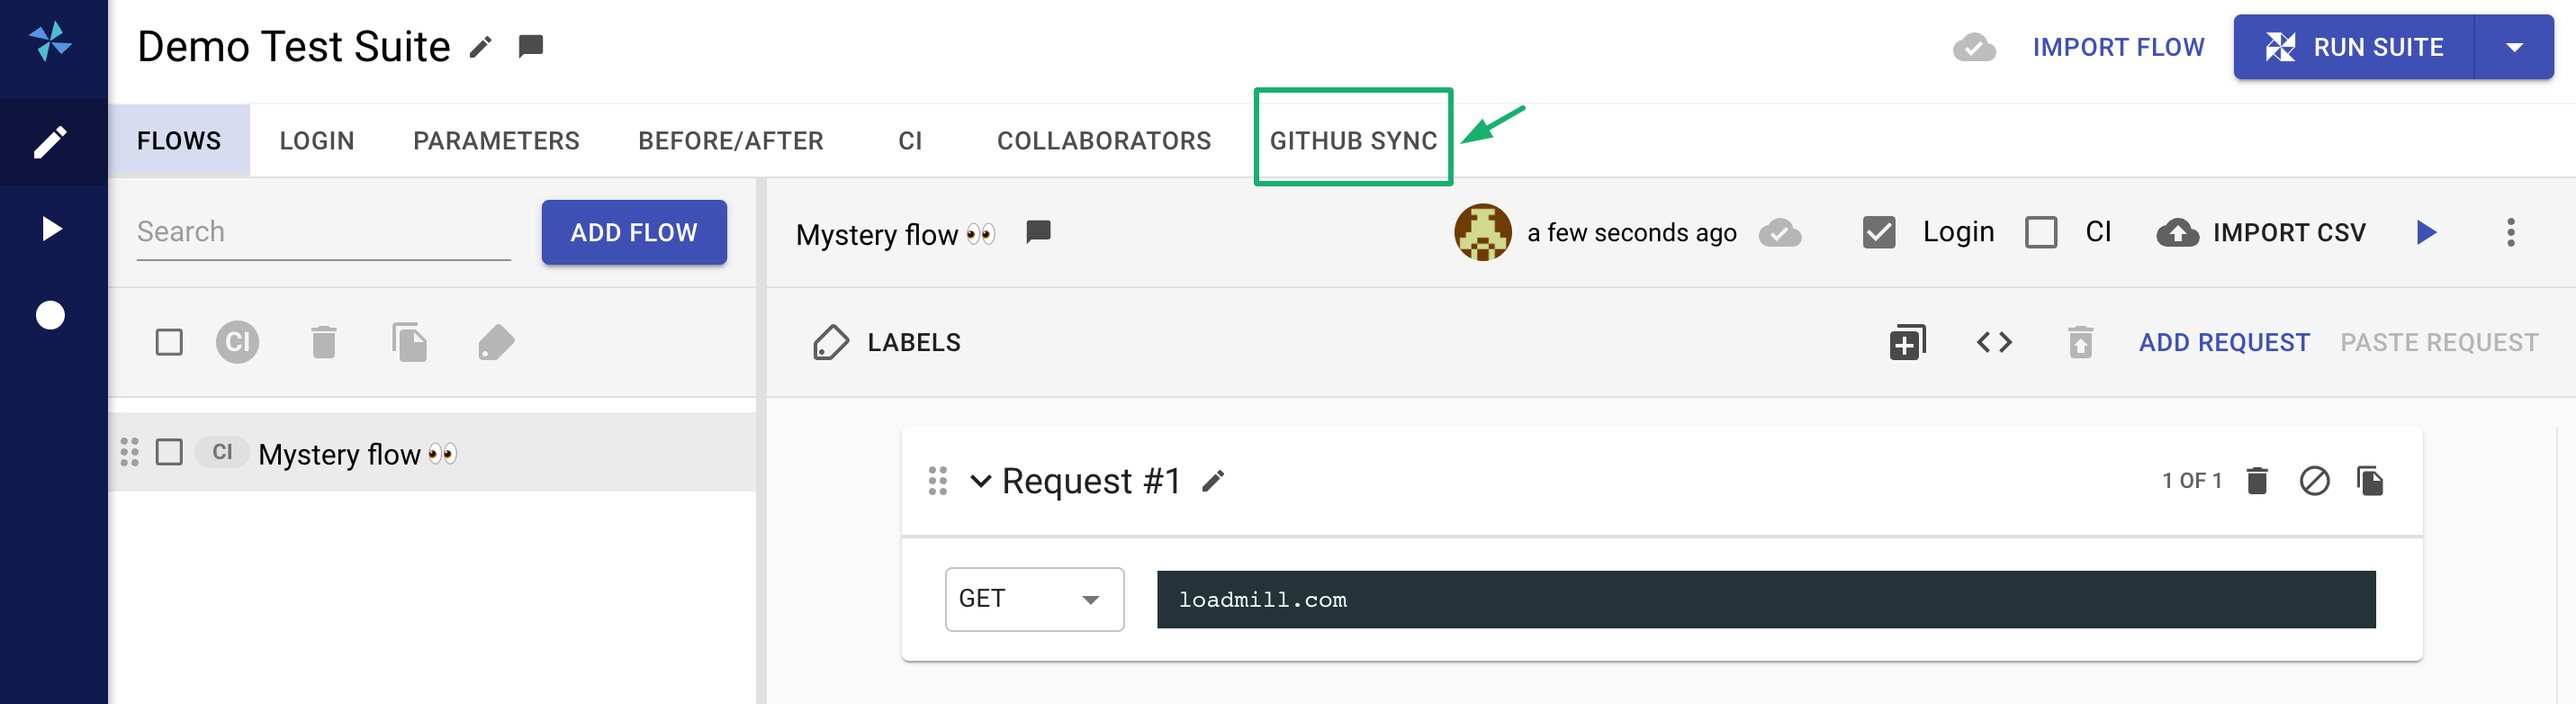 Demo Test Suite
IMPORT FLOW
RUN SUITE
FLOWS
LOGIN
PARAMETERS
BEFORE/AFTER
CI
COLLABORATORS
GITHUB SYNC
Search
ADD FLOW
Mystery flow 👀
a few seconds ago
Login
CI
IMPORT CSV
CI
LABELS
ADD REQUEST
PASTE REQUEST
CI
Mystery flow 👀
Request #1
1 OF 1
GET
loadmill.com